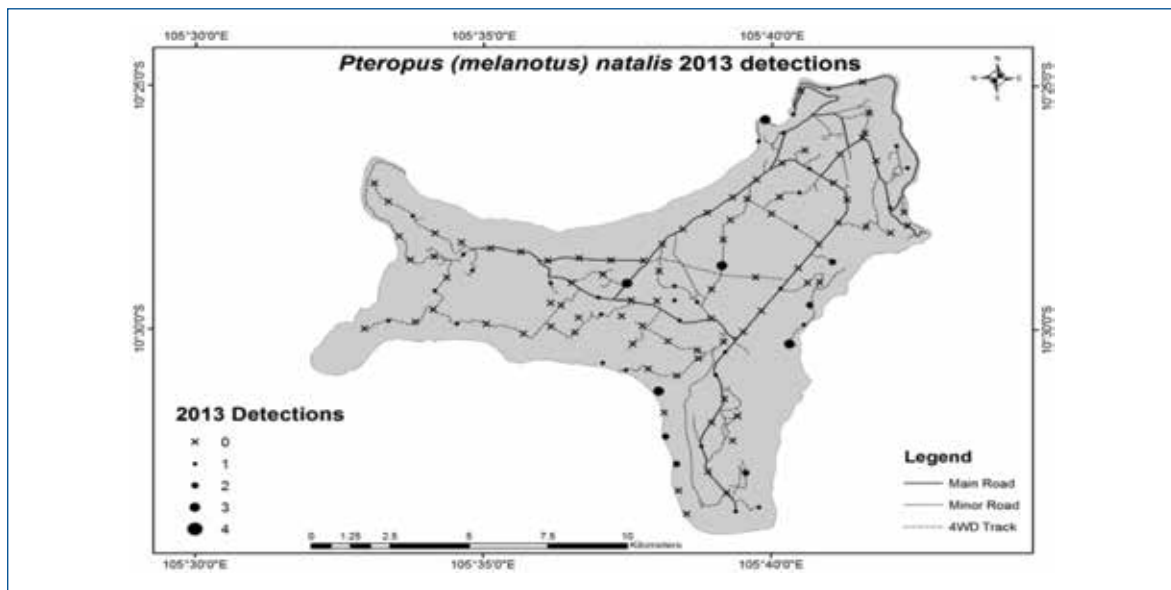 105°30'0"E 105°35'0"E 105°40'0"E
Pteropus (melanotus) natalis 2013 detections
10°25'0"S
10°25'0"S
10°30'0"S
10°30'0"S
2013 Detections
0
1
2
3
4
Legend
Main Road
Minor Road
4WD Track
0 1.25 2.5 5 7.5 10
Kilometers
105°30'0"E 105°35'0"E 105°40'0"E